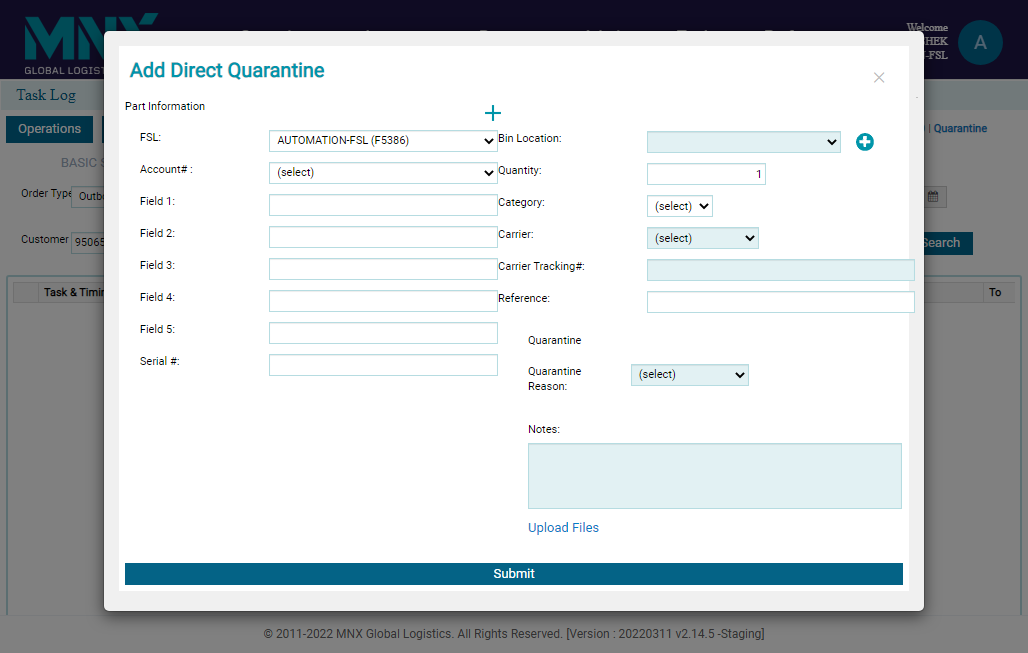 MNX
GLOBAL LOGIST
Welcome
HEK
-FSL
A
Task Log
Operations
| Quarantine
BASIC S
Order Type
Outbo
Customer
95065
Search
Task & Timin
To
Add Direct Quarantine
×
Part Information
+
FSL:
AUTOMATION-FSL (F5386)
Bin Location:
Account# :
(select)
Quantity:
1
Field 1:
Category:
(select)
Field 2:
Carrier:
(select)
Field 3:
Carrier Tracking#:
Field 4:
Reference:
Field 5:
Quarantine
Serial #:
Quarantine
Reason:
(select)
Notes:
Upload Files
Submit
© 2011-2022 MNX Global Logistics. All Rights Reserved. [Version : 20220311 v2.14.5 -Staging]